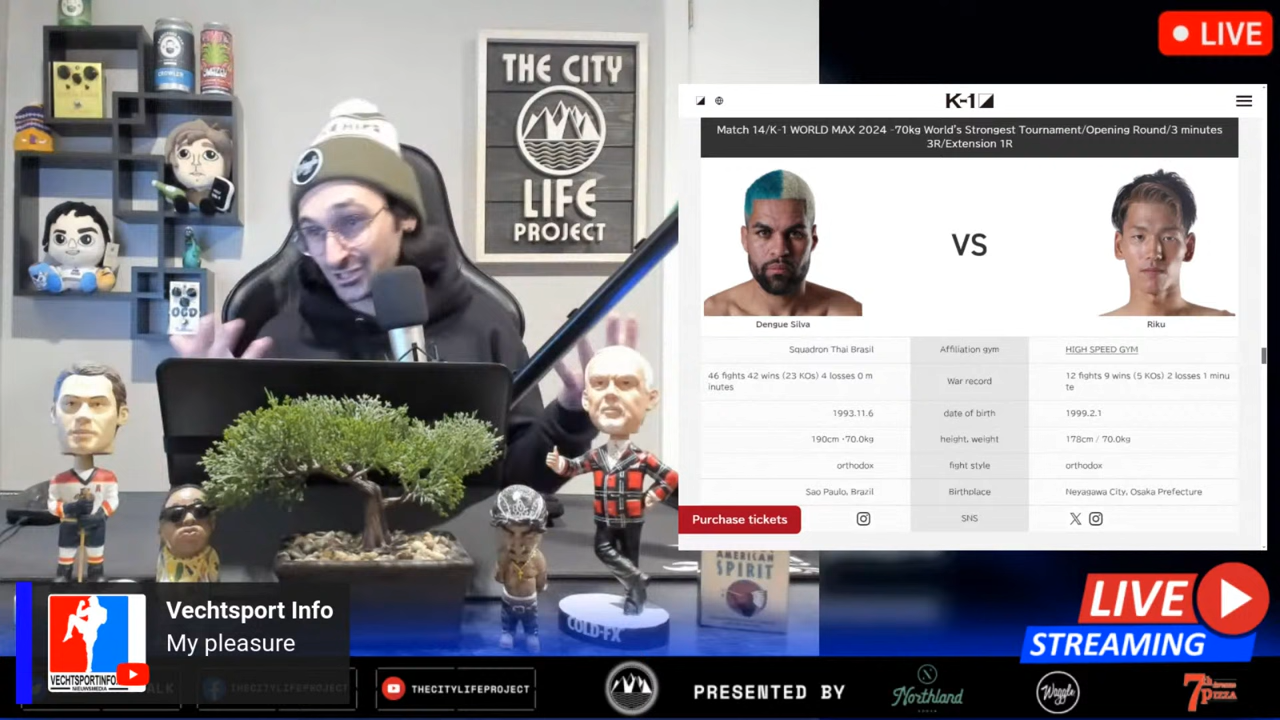 THE CITY
LIFE
PROJECT
OCD
AMERICAN
SPIRIT
COLD-FX
LIVE
K-1
Match 14/K-1 WORLD MAX 2024 -70kg World's Strongest Tournament/Opening Round/3 minutes
3R/Extension 1R
VS
Dengue Silva
Riku
Squadron Thai Brasil
Affiliation gym
HIGH SPEED GYM
46 fights 42 wins (23 KOs) 4 losses 0 m
inutes
War record
12 fights 9 wins (5 KOs) 2 losses 1 minu
te
1993.11.6
date of birth
1999.2.1
190cm ·70.0kg
height, weight
178cm / 70.0kg
orthodox
fight style
orthodox
Sao Paulo, Brazil
Birthplace
Neyagawa City, Osaka Prefecture
Purchase tickets
SNS
LIVE
STREAMING
Vechtsport Info
My pleasure
VECHTSPORTINFO
NIEUWSMEDIA
THECITYLIFEPROJECT
THECITYLIFEPROJECT
PRESENTED BY
Northland
Waggle
7th
PIZZA